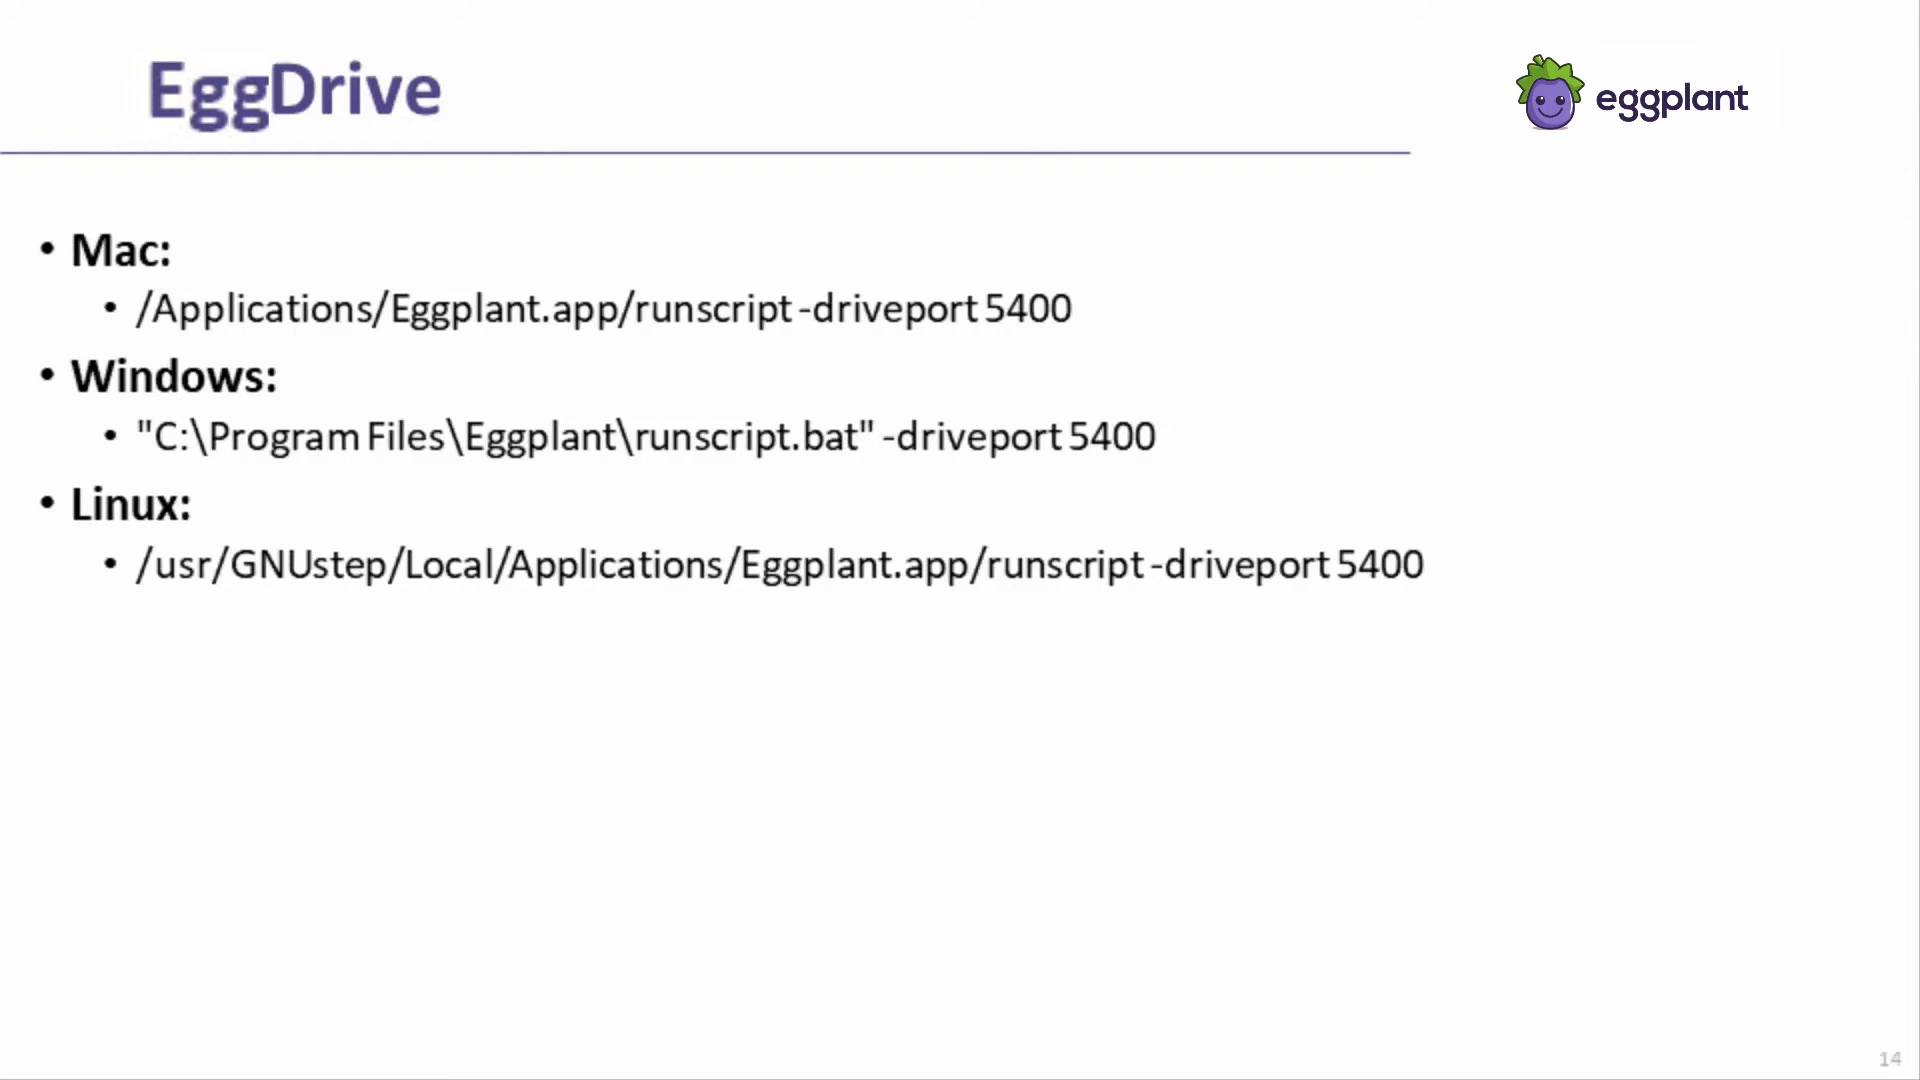 EggDrive
eggplant
• Mac:
• /Applications/Eggplant.app/runscript -driveport 5400
• Windows:
• "C:\Program Files\Eggplant\runscript.bat" -driveport 5400
• Linux:
• /usr/GNUstep/Local/Applications/Eggplant.app/runscript -driveport 5400
14